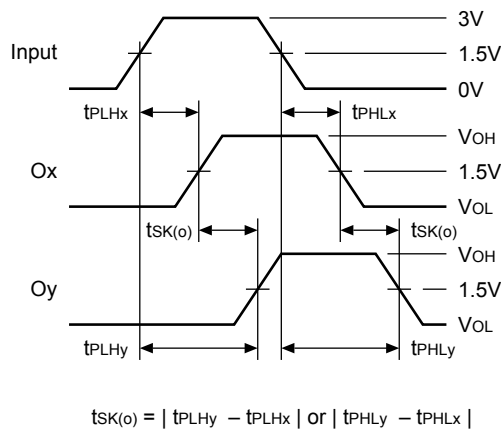 3V
Input
1.5V
0V
tPLHx
tPHLx
VOH
Ox
1.5V
VOL
tSK(o)
tSK(o)
VOH
Oy
1.5V
VOL
tPLHy
tPHLy
tSK(o) = | tPLHy – tPLHx | or | tPHLy – tPHLx |